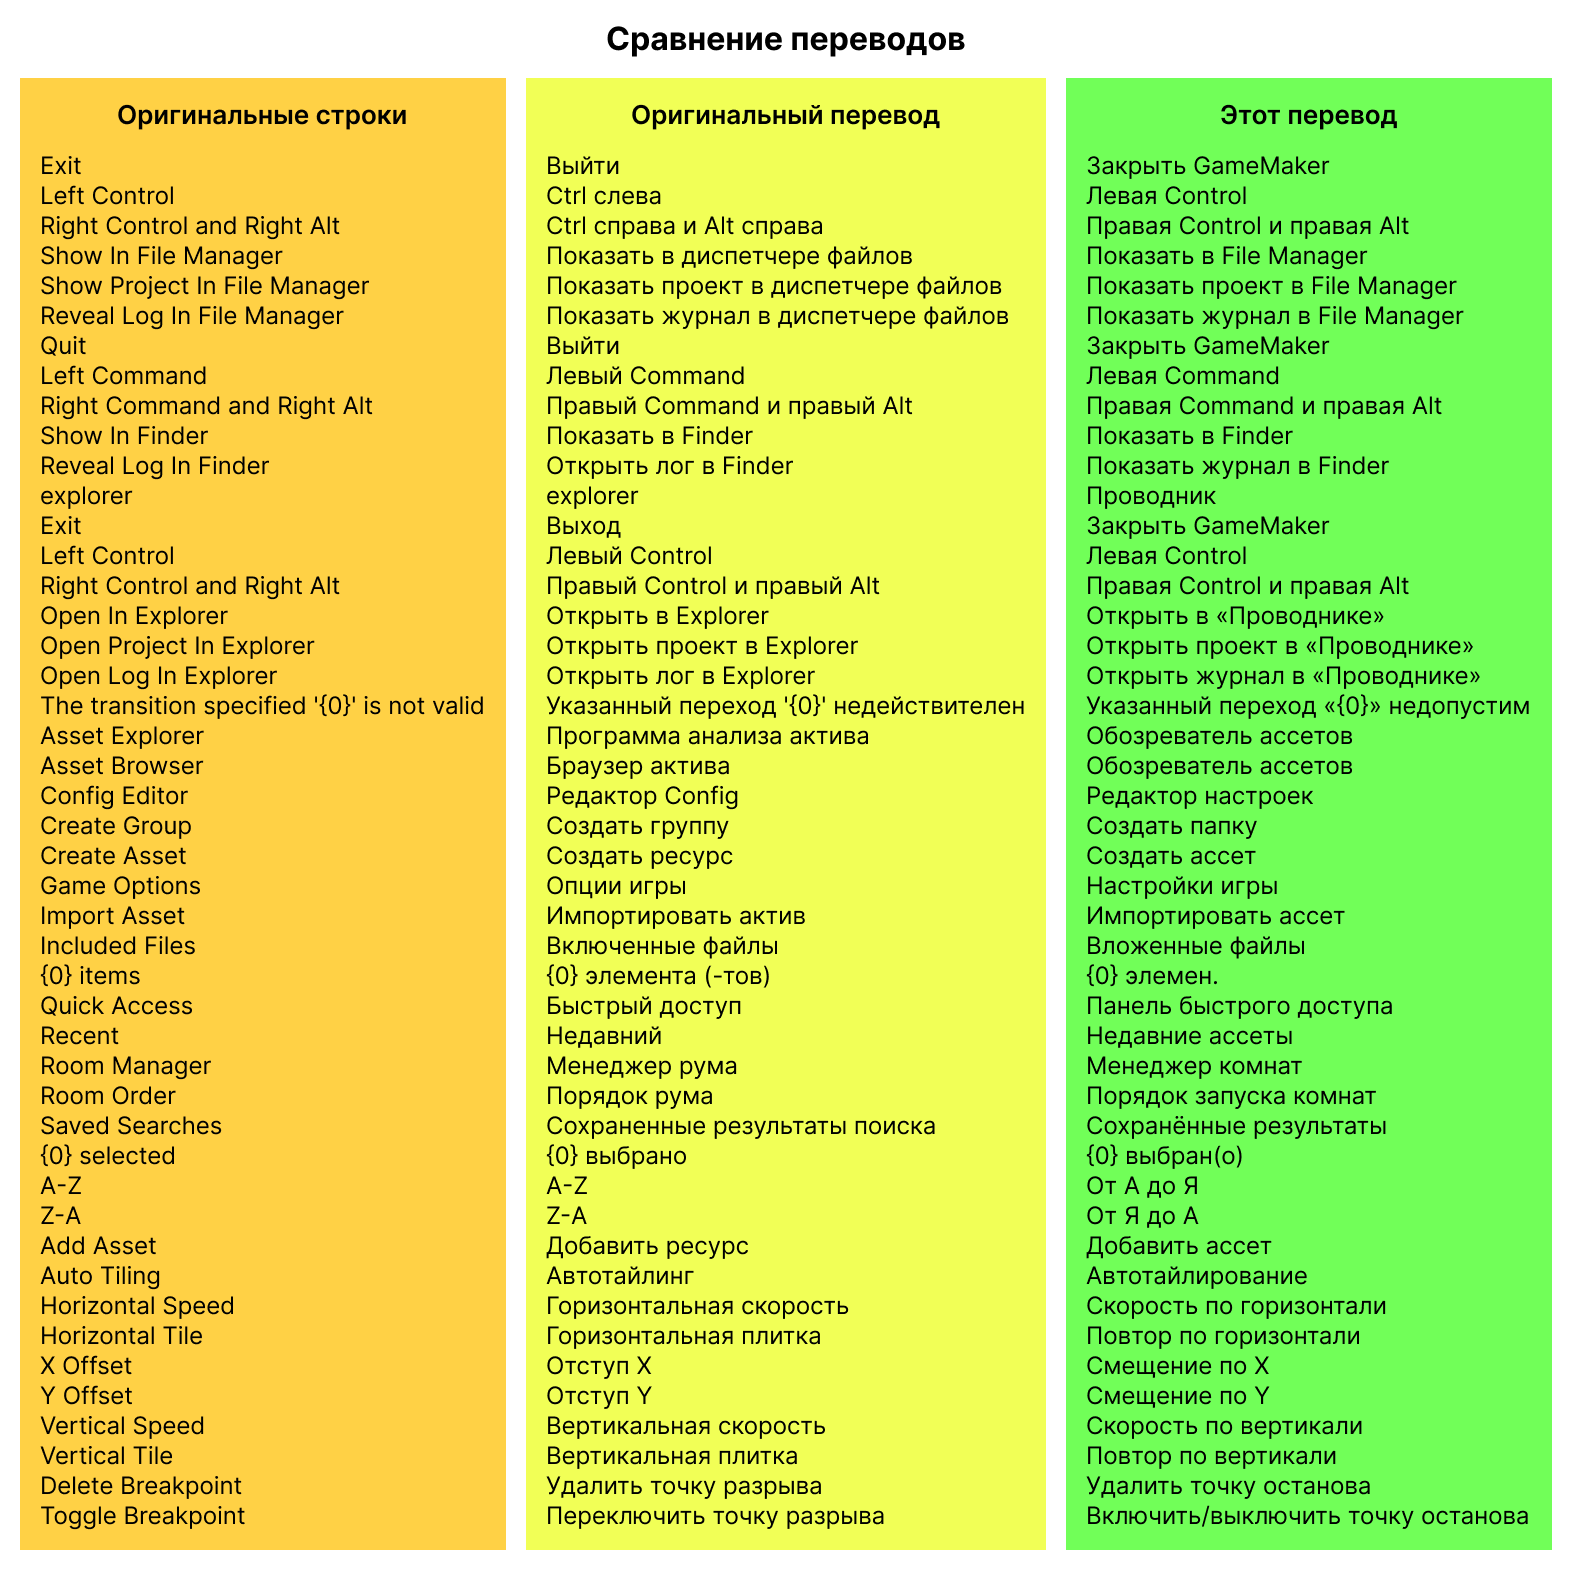 Сравнение переводов
Оригинальные строки
Exit
Left Control
Right Control and Right Alt
Show In File Manager
Show Project In File Manager
Reveal Log In File Manager
Quit
Left Command
Right Command and Right Alt
Show In Finder
Reveal Log In Finder
explorer
Exit
Left Control
Right Control and Right Alt
Open In Explorer
Open Project In Explorer
Open Log In Explorer
The transition specified '{0}' is not valid
Asset Explorer
Asset Browser
Config Editor
Create Group
Create Asset
Game Options
Import Asset
Included Files
{0} items
Quick Access
Recent
Room Manager
Room Order
Saved Searches
{0} selected
A-Z
Z-A
Add Asset
Auto Tiling
Horizontal Speed
Horizontal Tile
X Offset
Y Offset
Vertical Speed
Vertical Tile
Delete Breakpoint
Toggle Breakpoint
Оригинальный перевод
Выйти
Ctrl слева
Ctrl справа и Alt справа
Показать в диспетчере файлов
Показать проект в диспетчере файлов
Показать журнал в диспетчере файлов
Выйти
Левый Command
Правый Command и правый Alt
Показать в Finder
Открыть лог в Finder
explorer
Выход
Левый Control
Правый Control и правый Alt
Открыть в Explorer
Открыть проект в Explorer
Открыть лог в Explorer
Указанный переход '{0}' недействителен
Программа анализа актива
Браузер актива
Редактор Config
Создать группу
Создать ресурс
Опции игры
Импортировать актив
Включенные файлы
{0} элемента (-тов)
Быстрый доступ
Недавний
Менеджер рума
Порядок рума
Сохраненные результаты поиска
{0} выбрано
A-Z
Z-A
Добавить ресурс
Автотайлинг
Горизонтальная скорость
Горизонтальная плитка
Отступ X
Отступ Y
Вертикальная скорость
Вертикальная плитка
Удалить точку разрыва
Переключить точку разрыва
Этот перевод
Закрыть GameMaker
Левая Control
Правая Control и правая Alt
Показать в File Manager
Показать проект в File Manager
Показать журнал в File Manager
Закрыть GameMaker
Левая Command
Правая Command и правая Alt
Показать в Finder
Показать журнал в Finder
Проводник
Закрыть GameMaker
Левая Control
Правая Control и правая Alt
Открыть в «Проводнике»
Открыть проект в «Проводнике»
Открыть журнал в «Проводнике»
Указанный переход «{0}» недопустим
Обозреватель ассетов
Обозреватель ассетов
Редактор настроек
Создать папку
Создать ассет
Настройки игры
Импортировать ассет
Вложенные файлы
{0} элемен.
Панель быстрого доступа
Недавние ассеты
Менеджер комнат
Порядок запуска комнат
Сохранённые результаты
{0} выбран(о)
От А до Я
От Я до А
Добавить ассет
Автотайлирование
Скорость по горизонтали
Повтор по горизонтали
Смещение по X
Смещение по Y
Скорость по вертикали
Повтор по вертикали
Удалить точку останова
Включить/выключить точку останова